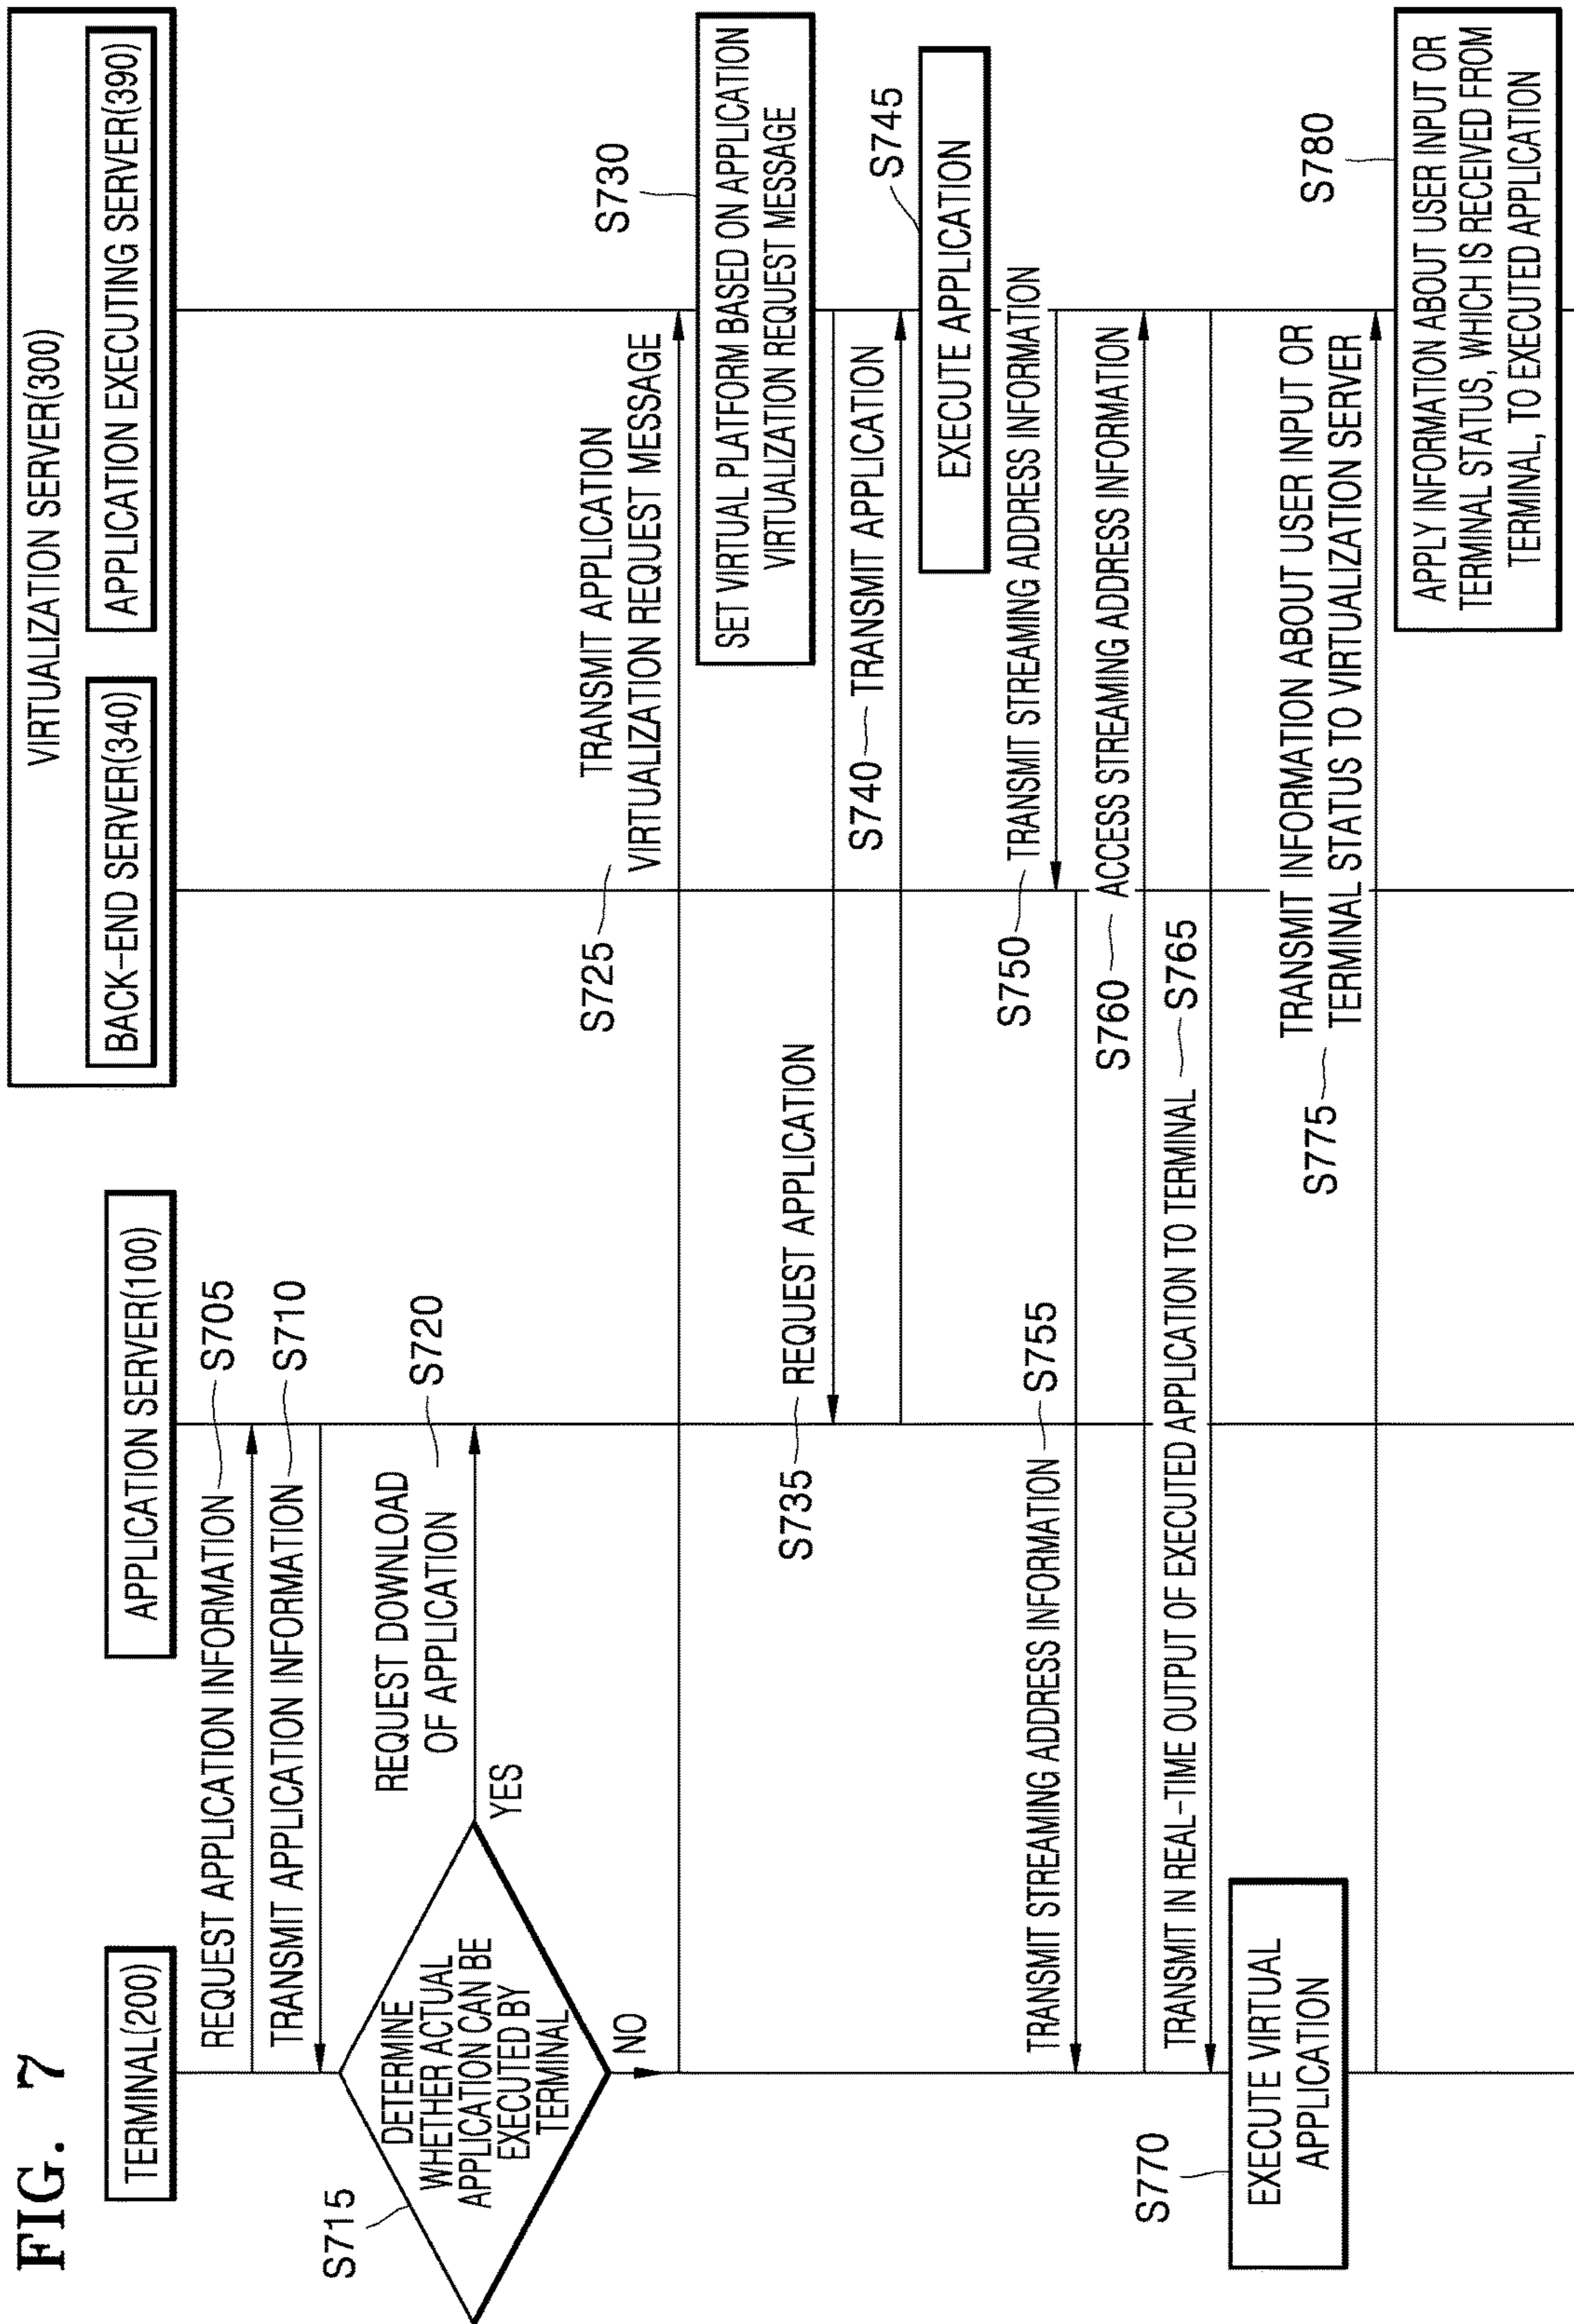 FIG. 7
TERMINAL(200)
APPLICATION SERVER(100)
VIRTUALIZATION SERVER(300)
BACK-END SERVER(340)
APPLICATION EXECUTING SERVER(390)
REQUEST APPLICATION INFORMATION
S705
TRANSMIT APPLICATION INFORMATION
S710
S715
DETERMINE
WHETHER ACTUAL
APPLICATION CAN BE
EXECUTED BY
TERMINAL
YES
NO
REQUEST DOWNLOAD
OF APPLICATION
S720
S725
TRANSMIT APPLICATION
VIRTUALIZATION REQUEST MESSAGE
S730
SET VIRTUAL PLATFORM BASED ON APPLICATION
VIRTUALIZATION REQUEST MESSAGE
S735
REQUEST APPLICATION
S740
TRANSMIT APPLICATION
S745
EXECUTE APPLICATION
S750
TRANSMIT STREAMING ADDRESS INFORMATION
TRANSMIT STREAMING ADDRESS INFORMATION
S755
S760
ACCESS STREAMING ADDRESS INFORMATION
TRANSMIT IN REAL-TIME OUTPUT OF EXECUTED APPLICATION TO TERMINAL
S765
S770
EXECUTE VIRTUAL
APPLICATION
S775
TRANSMIT INFORMATION ABOUT USER INPUT OR
TERMINAL STATUS TO VIRTUALIZATION SERVER
S780
APPLY INFORMATION ABOUT USER INPUT OR
TERMINAL STATUS, WHICH IS RECEIVED FROM
TERMINAL, TO EXECUTED APPLICATION